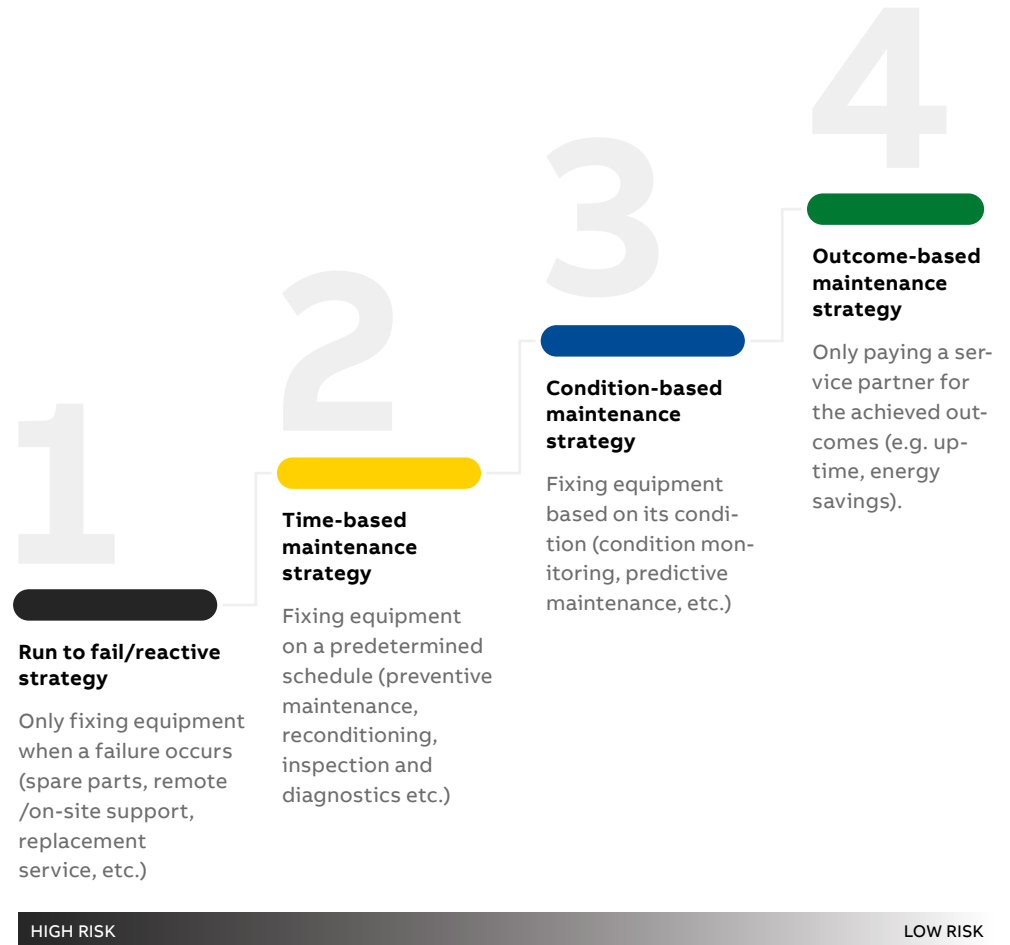 1
Run to fail/reactive
strategy
Only fixing equipment
when a failure occurs
(spare parts, remote
/on-site support,
replacement
service, etc.)
2
Time-based
maintenance
strategy
Fixing equipment
on a predetermined
schedule (preventive
maintenance,
reconditioning,
inspection and
diagnostics etc.)
3
Condition-based
maintenance
strategy
Fixing equipment
based on its condi-
tion (condition mon-
itoring, predictive
maintenance, etc.)
4
Outcome-based
maintenance
strategy
Only paying a ser-
vice partner for
the achieved out-
comes (e.g. up-
time, energy
savings).
HIGH RISK
LOW RISK